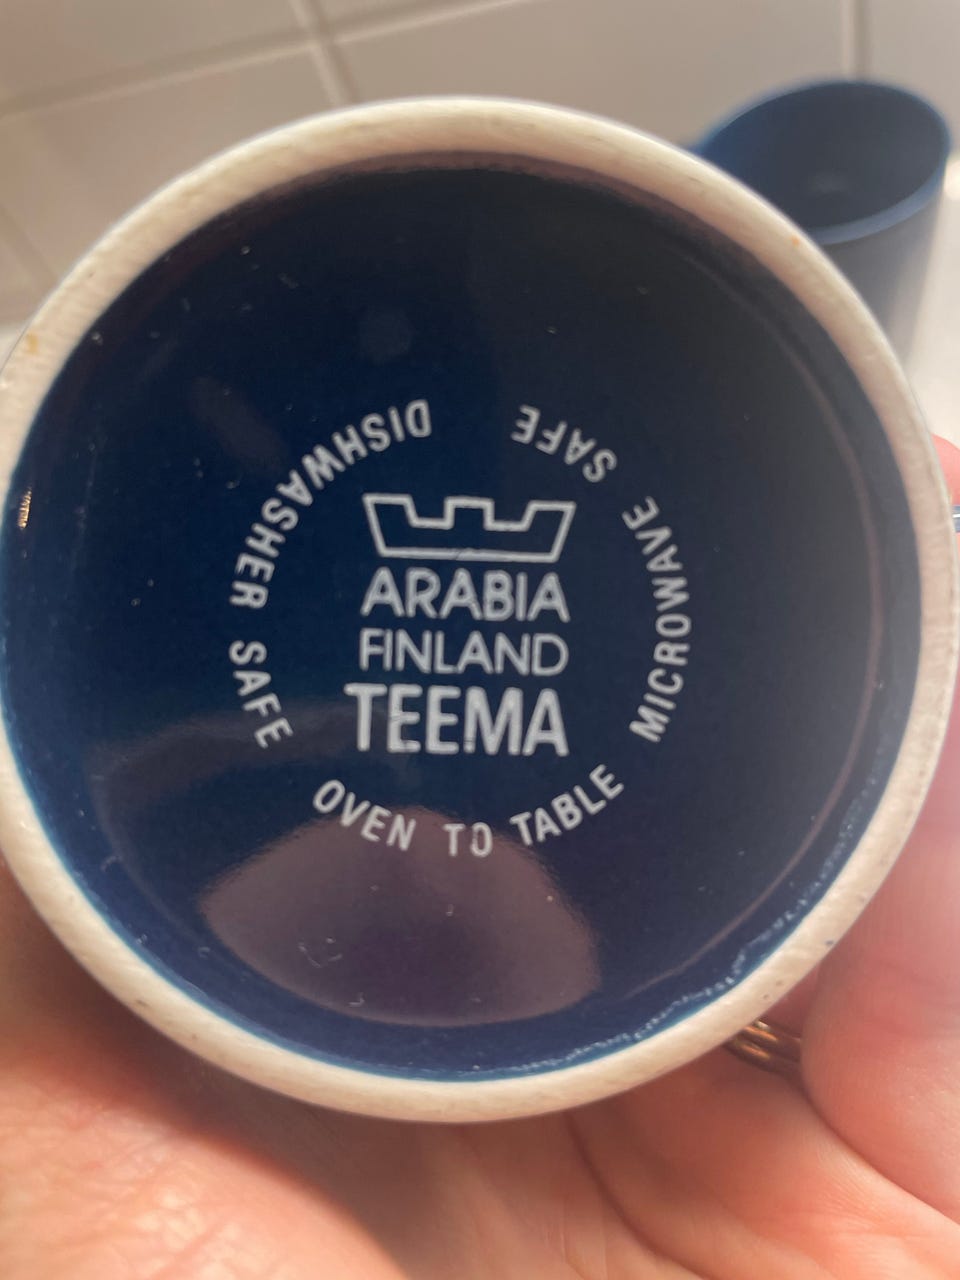 ARABIA
FINLAND
TEEMA
DISHWASHER SAFE
OVEN TO TABLE
MICROWAVE SAFE